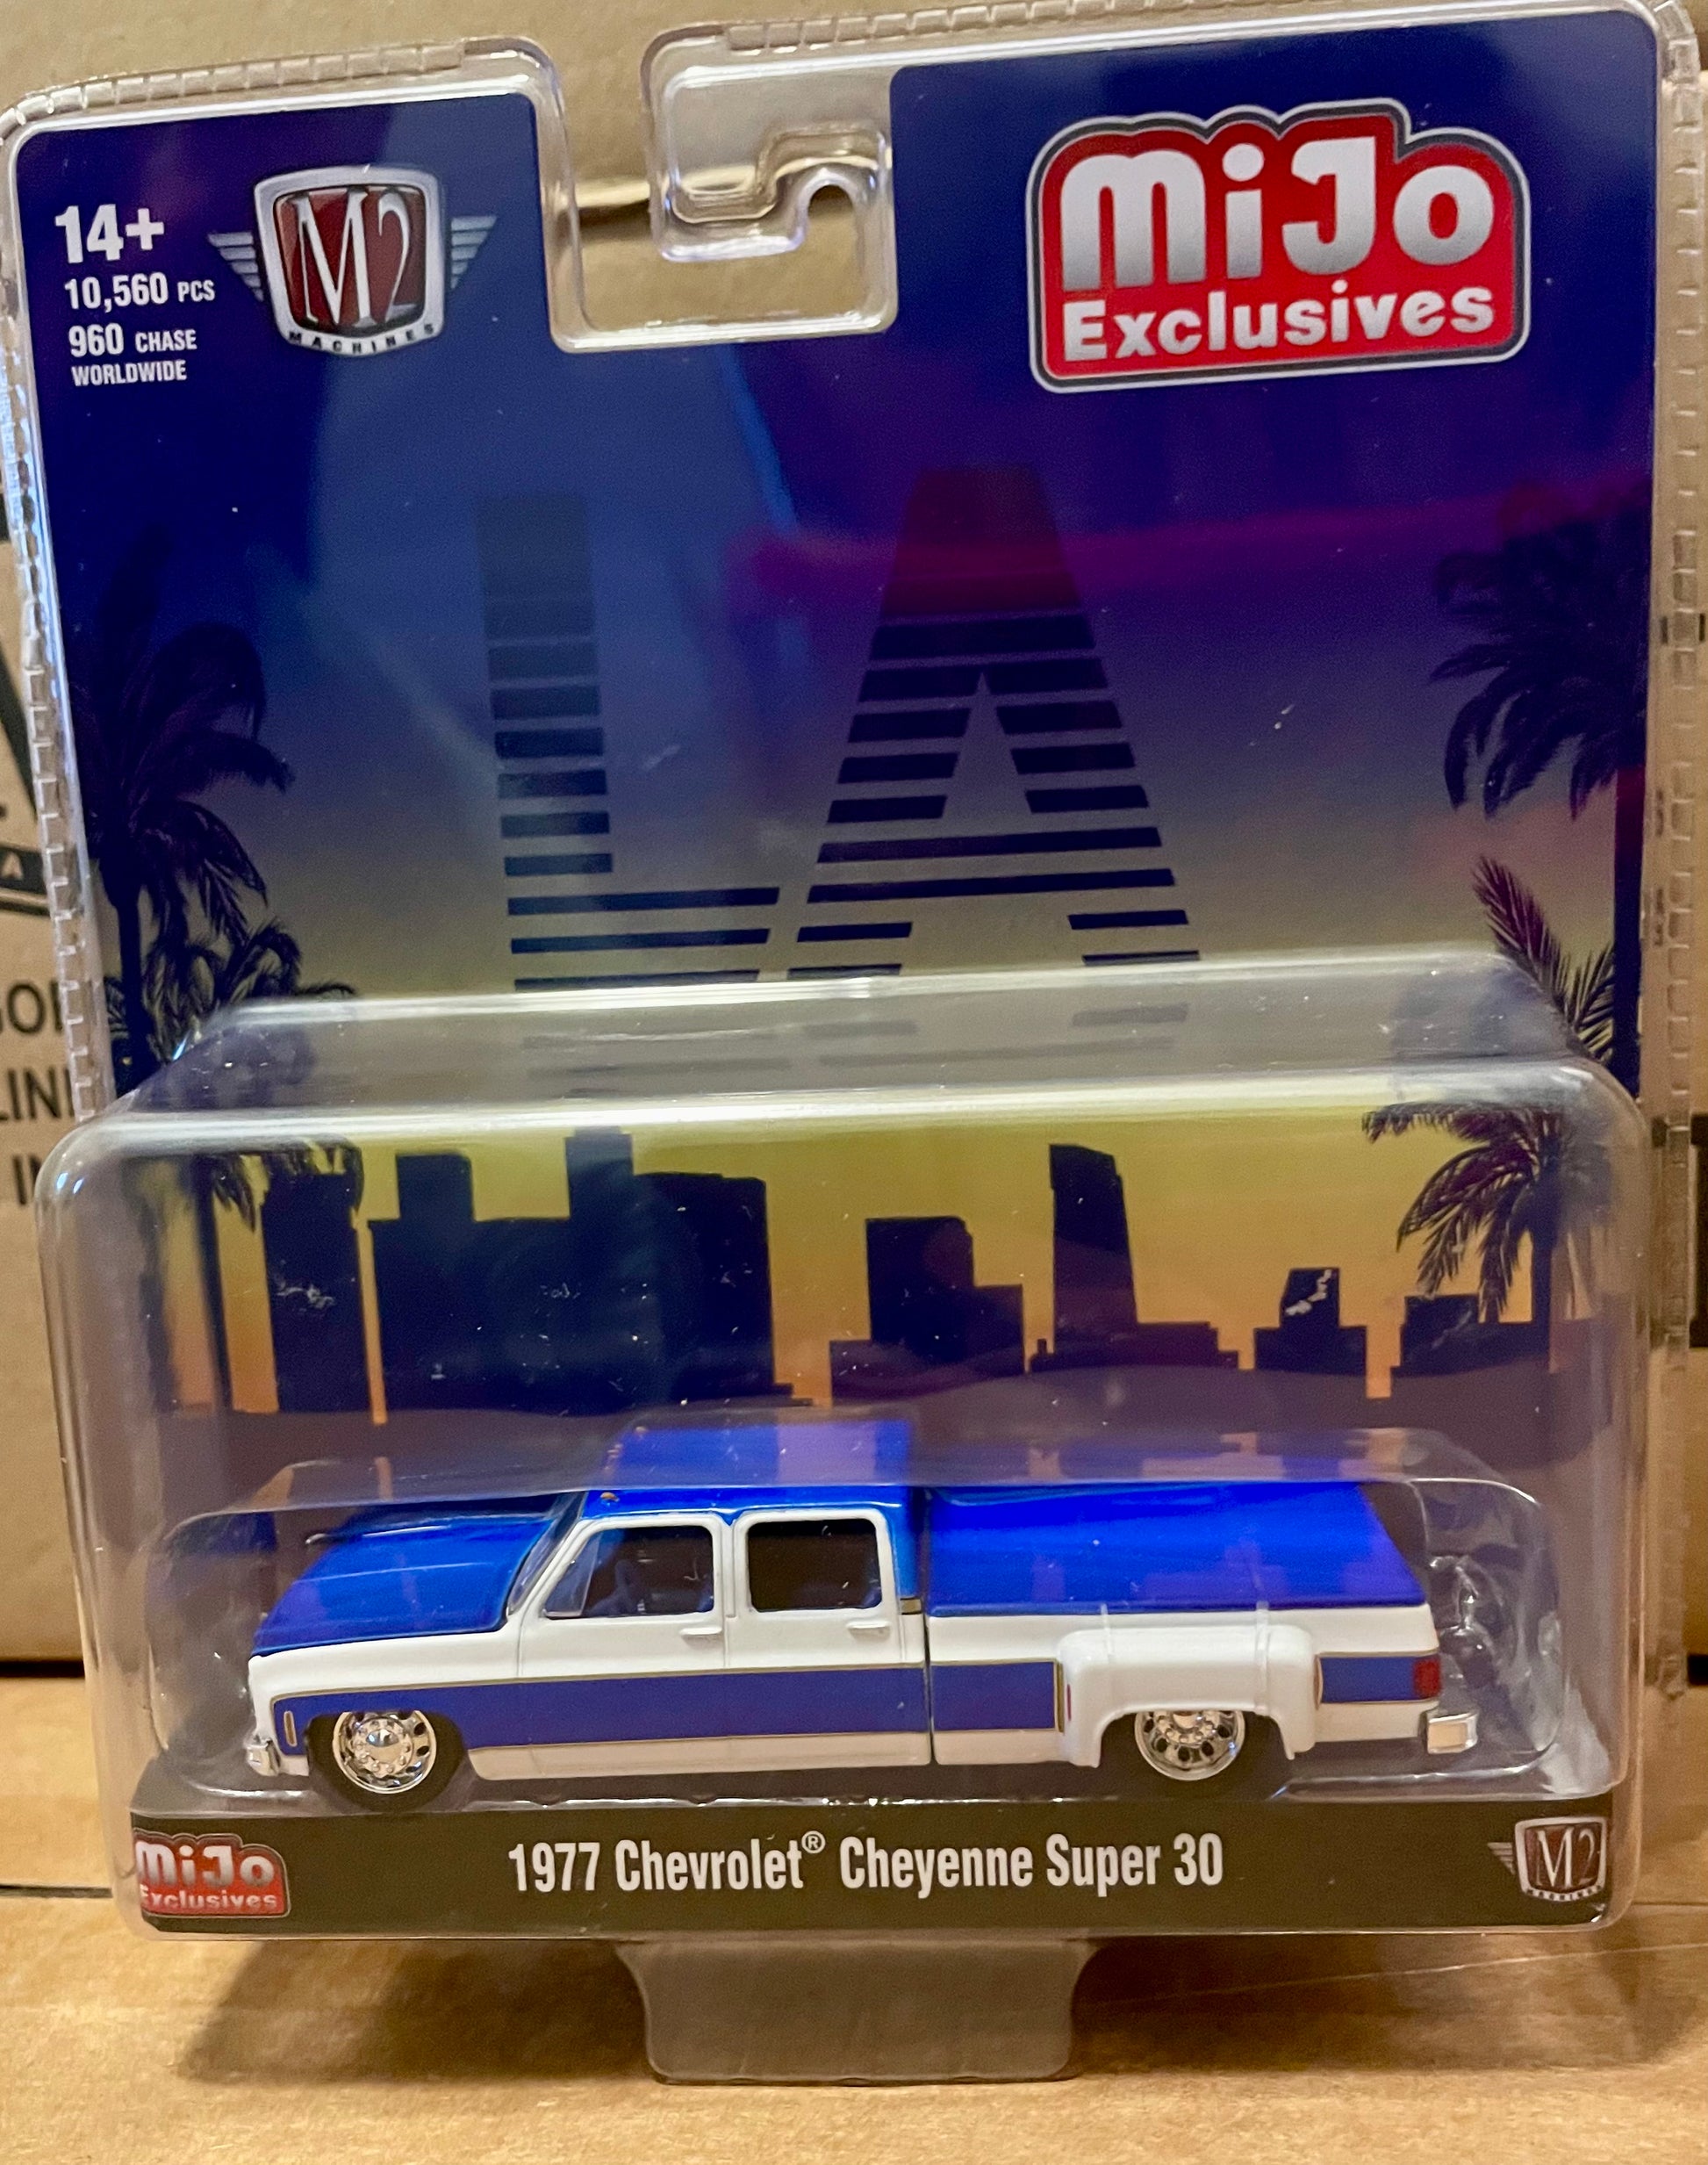 14+
10,560 PCS
960 CHASE
WORLDWIDE
M2
MACHINES
MiJo
Exclusives
LA
MiJo
Exclusives
1977 Chevrolet® Cheyenne Super 30
M2
MACHINES